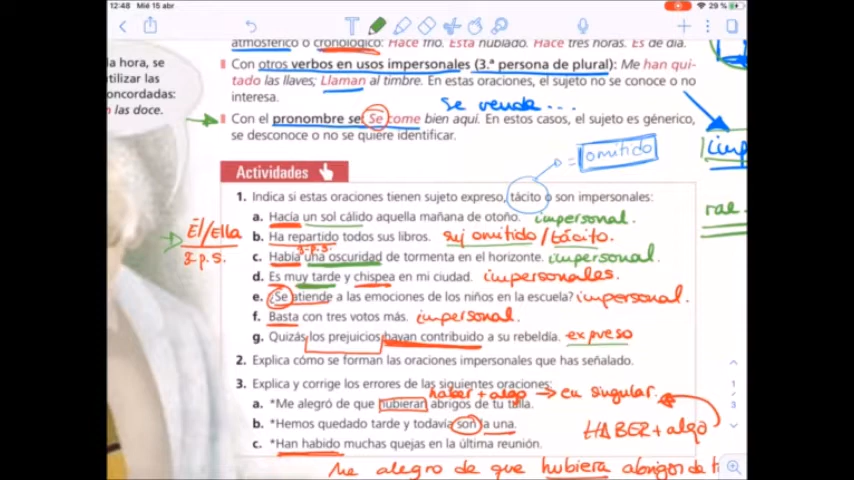 12:48 Mié 15 abr
29 %
atmosférico o cronológico: Hace frío. Está nublado. Hace tres horas. Es de día.
la hora, se
Con otros verbos en usos impersonales (3.ª persona de plural): Me han qui-
tilizar las
tado las llaves; Llaman al timbre. En estas oraciones, el sujeto no se conoce o no
oncordadas:
interesa.
las doce.
se vende...
Con el pronombre se: Se come bien aquí. En estos casos, el sujeto es genérico,
se desconoce o no se quiere identificar.
= omitido
Actividades
1. Indica si estas oraciones tienen sujeto expreso, tácito o son impersonales:
a. Hacía un sol cálido aquella mañana de otoño. impersonal.
Él/Ella
3.p.s.
b. Ha repartido todos sus libros. suj omitido/tácito.
3.p.s.
c. Había una oscuridad de tormenta en el horizonte. impersonal.
d. Es muy tarde y chispea en mi ciudad. impersonales.
e. ¿Se atiende a las emociones de los niños en la escuela? impersonal.
f. Basta con tres votos más. impersonal.
g. Quizás los prejuicios hayan contribuido a su rebeldía. expreso
2. Explica cómo se forman las oraciones impersonales que has señalado.
3. Explica y corrige los errores de las siguientes oraciones:
haber + algo → en singular.
a. *Me alegró de que hubieran abrigos de tu talla.
HABER + algo
b. *Hemos quedado tarde y todavía son la una.
c. *Han habido muchas quejas en la última reunión.
Me alegro de que hubiera abrigos de